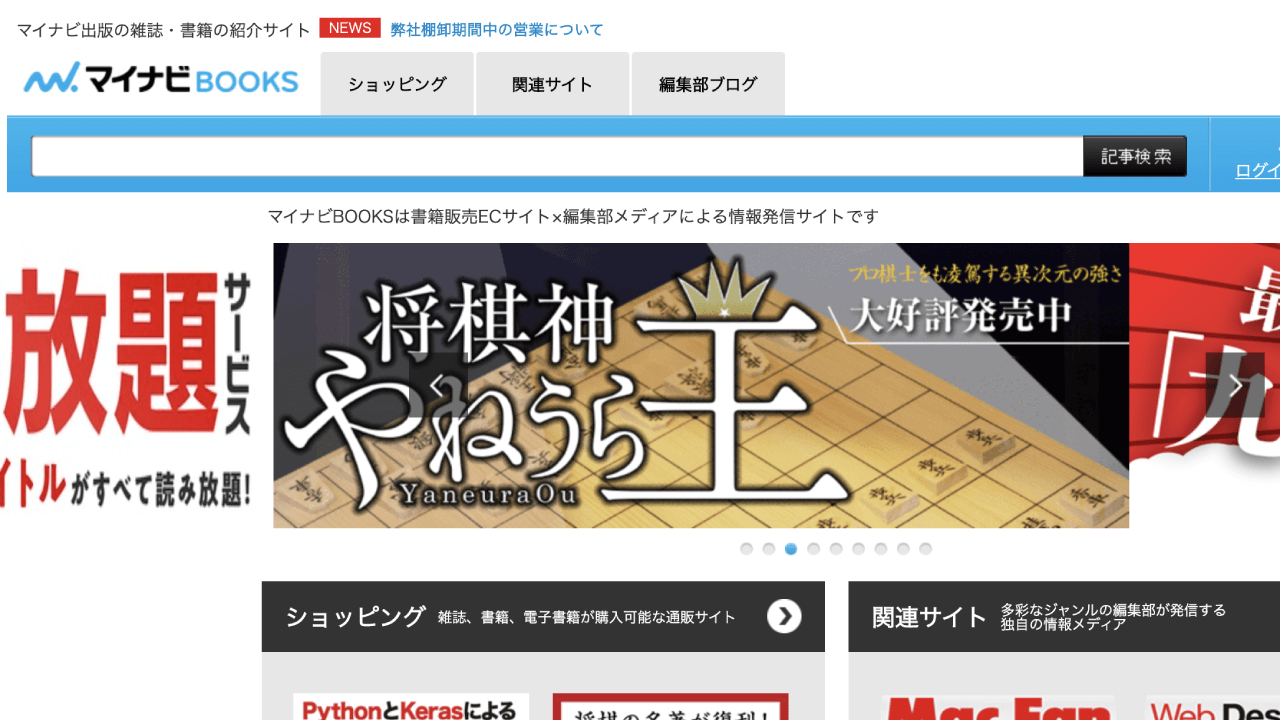 マイナビ出版の雑誌・書籍の紹介サイト NEWS 弊社棚卸期間中の営業について
マイナビBOOKS
ショッピング 関連サイト 編集部ブログ
記事検索
ログイ
マイナビBOOKSは書籍販売ECサイト×編集部メディアによる情報発信サイトです
放題
サービス
イトルがすべて読み放題!
将棋神
やねうら王
YaneuraOu
プロ棋士をも凌駕する異次元の強さ
大好評発売中
最
「九
ショッピング 雑誌、書籍、電子書籍が購入可能な通販サイト
関連サイト 多彩なジャンルの編集部が発信する
独自の情報メディア
PythonとKerasによる
将棋の名著が復刊!
Mac Fan
Web Des